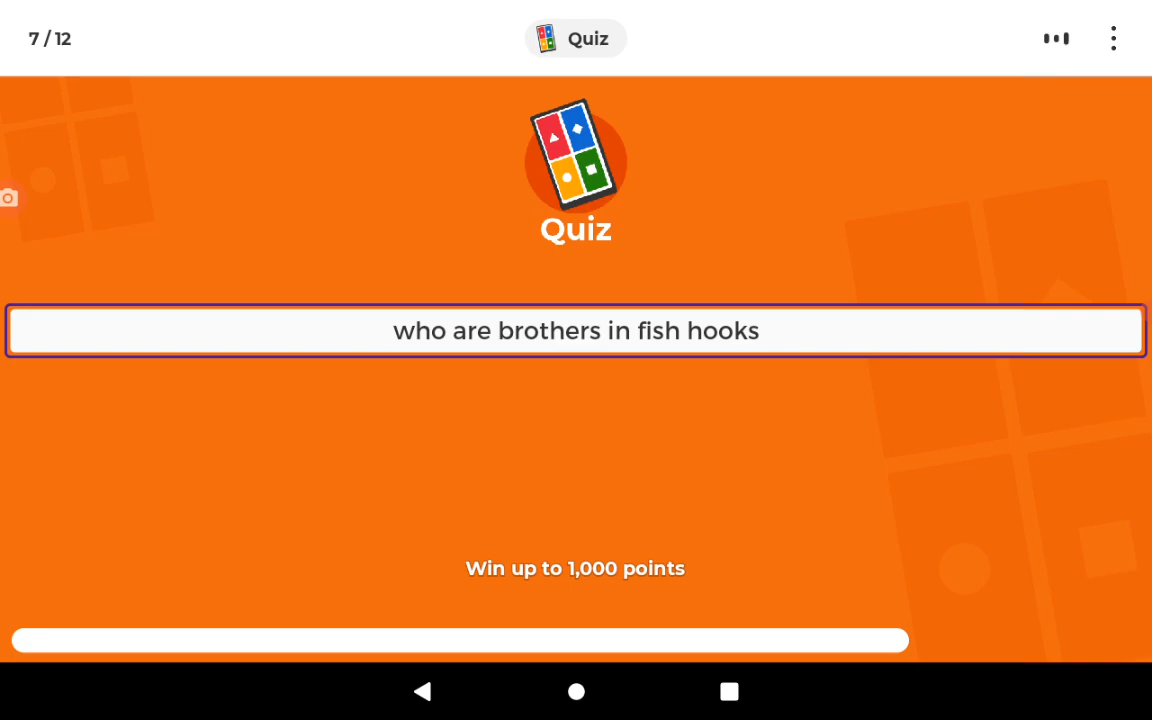 7 / 12
Quiz
Quiz
who are brothers in fish hooks
Win up to 1,000 points